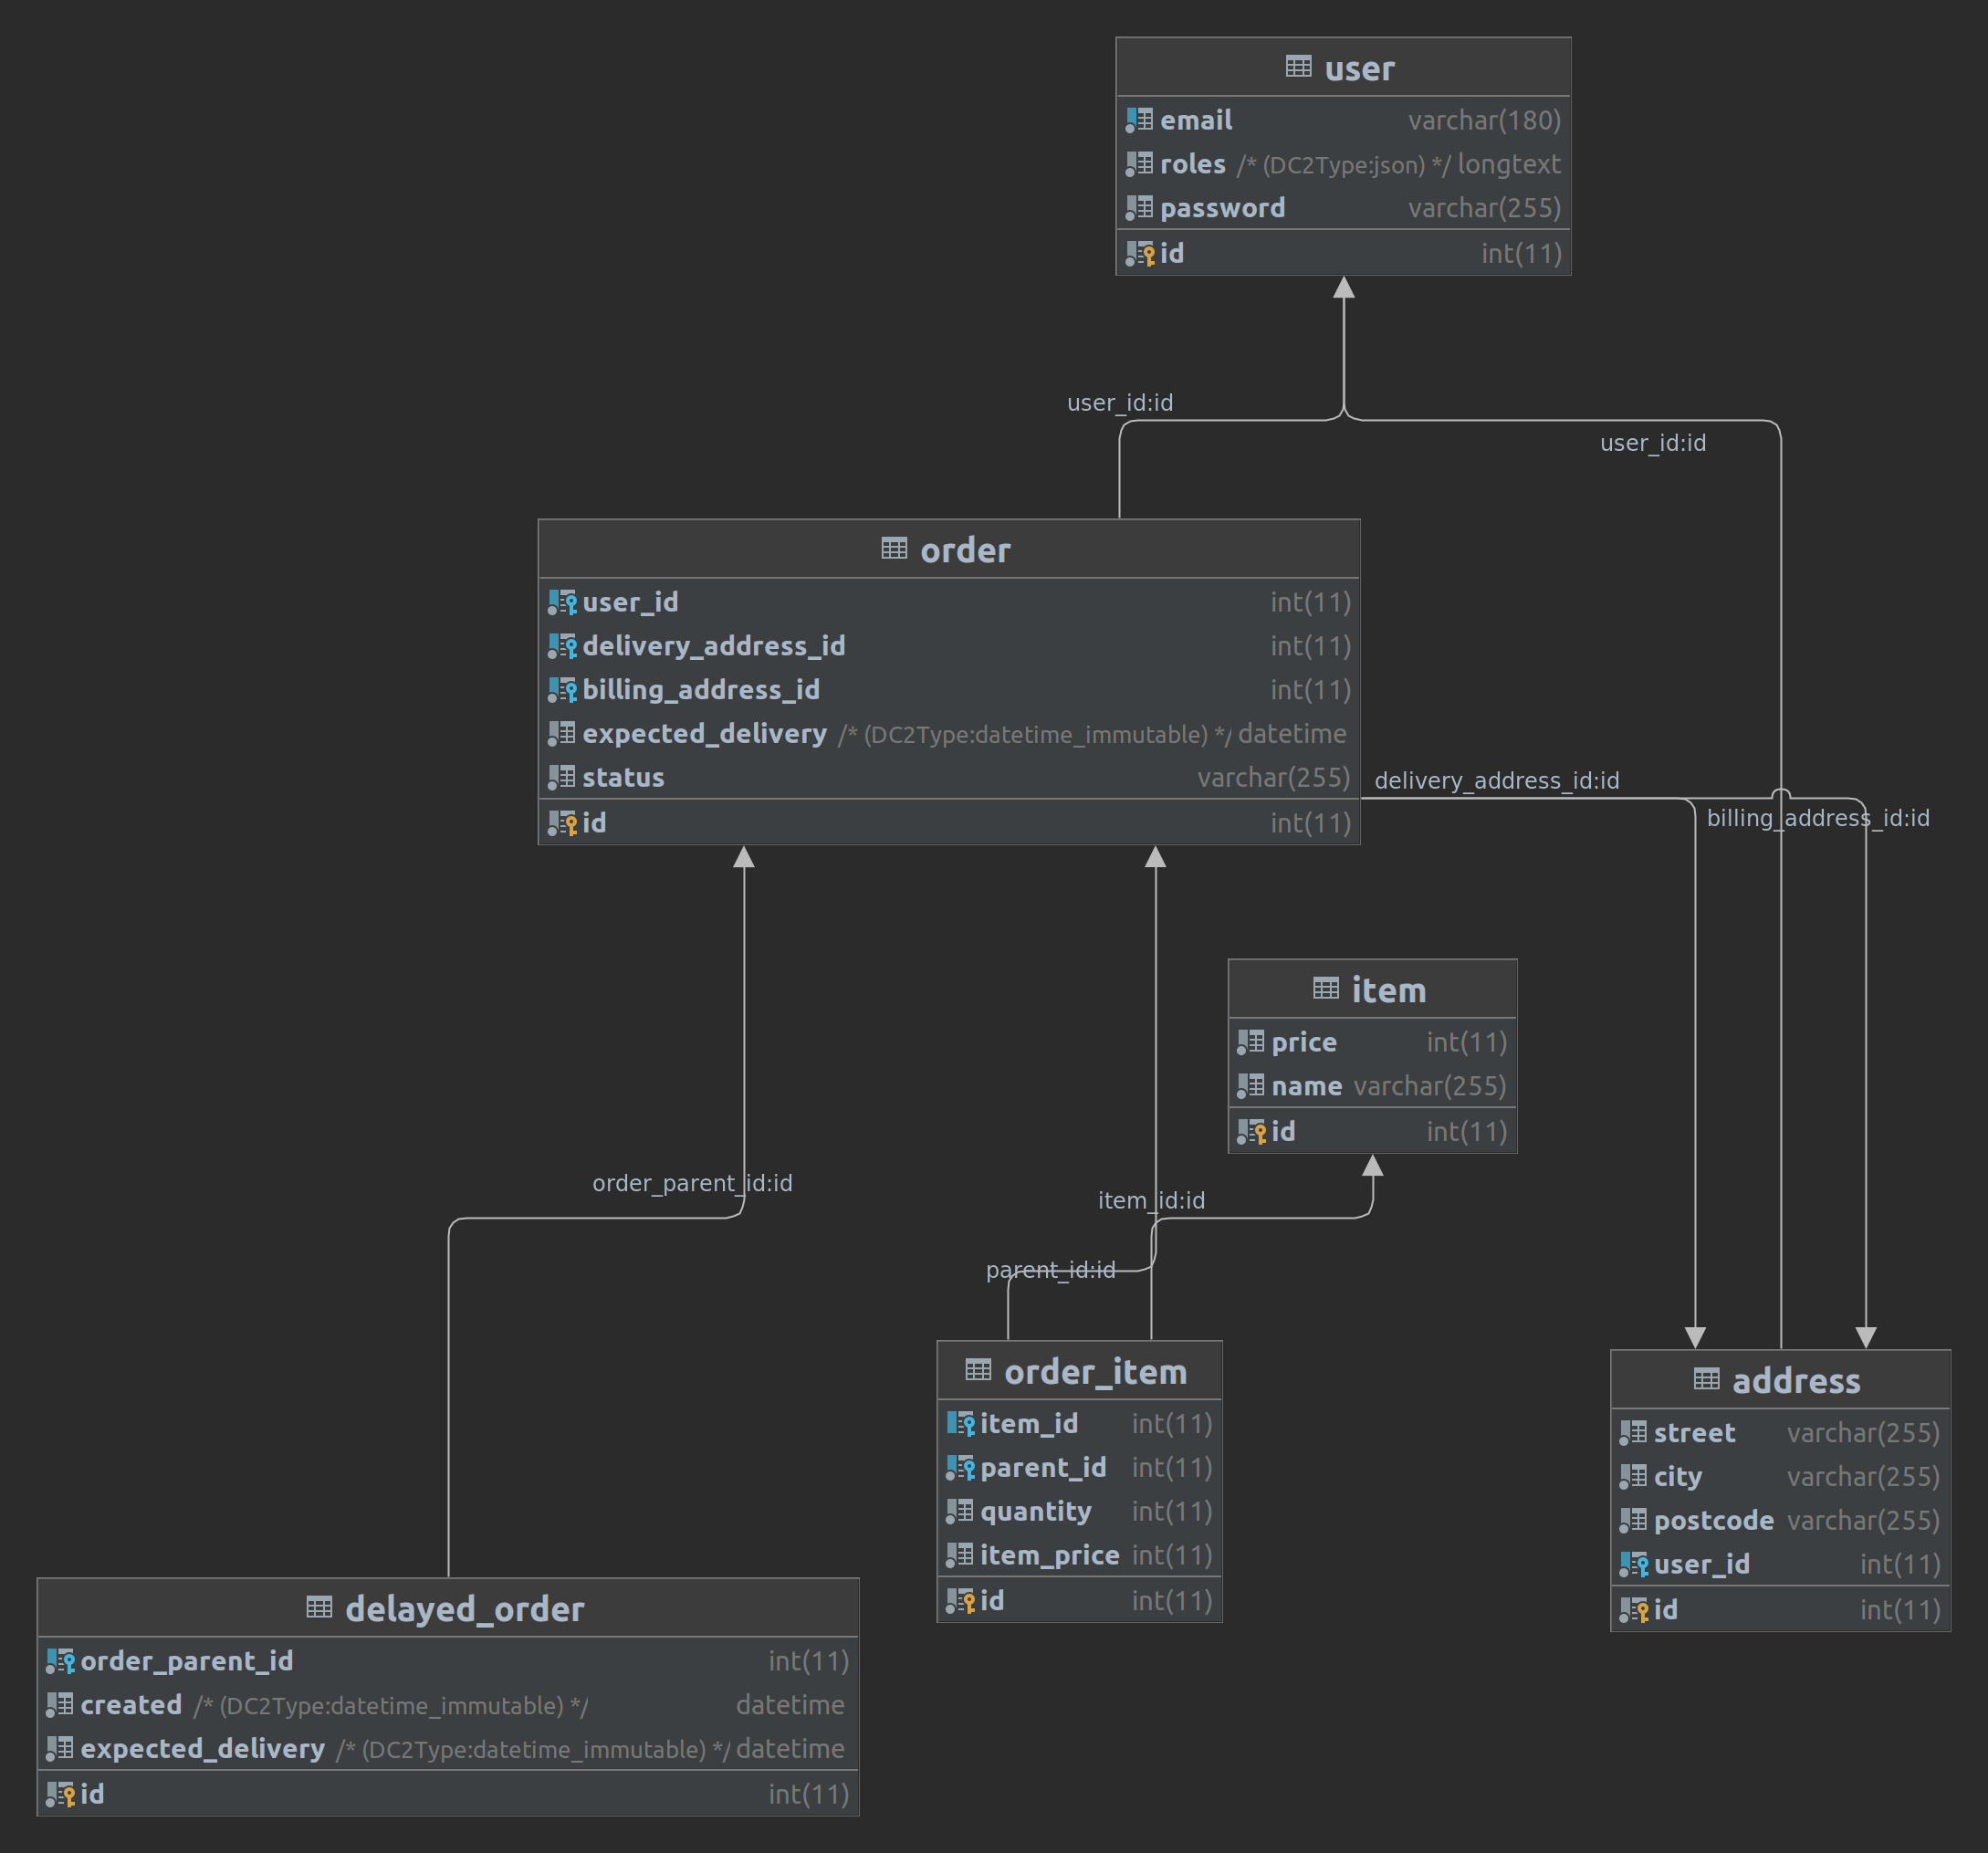 user
email varchar(180)
roles /* (DC2Type:json) */ longtext
password varchar(255)
id int(11)
user_id:id
user_id:id
order
user_id int(11)
delivery_address_id int(11)
billing_address_id int(11)
expected_delivery /* (DC2Type:datetime_immutable) */ datetime
status varchar(255)
id int(11)
delivery_address_id:id
billing_address_id:id
item
price int(11)
name varchar(255)
id int(11)
order_parent_id:id
item_id:id
parent_id:id
order_item
item_id int(11)
parent_id int(11)
quantity int(11)
item_price int(11)
id int(11)
address
street varchar(255)
city varchar(255)
postcode varchar(255)
user_id int(11)
id int(11)
delayed_order
order_parent_id int(11)
created /* (DC2Type:datetime_immutable) */ datetime
expected_delivery /* (DC2Type:datetime_immutable) */ datetime
id int(11)